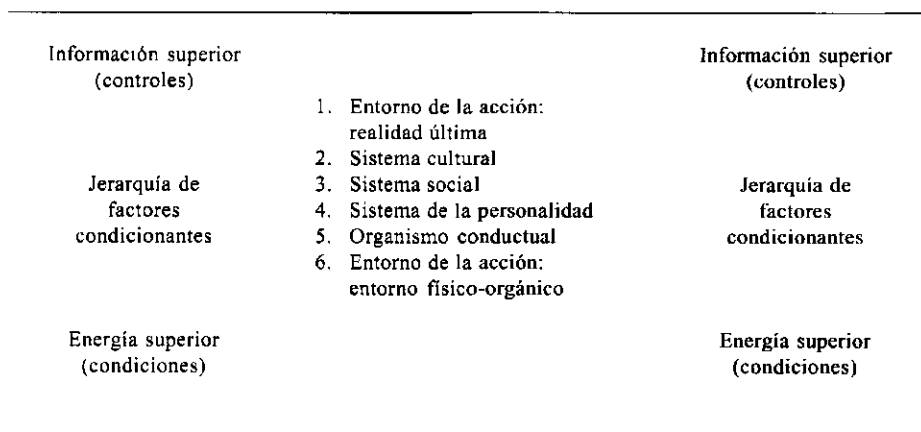 Información superior
(controles)
Jerarquía de
factores
condicionantes
Energía superior
(condiciones)
1. Entorno de la acción:
realidad última
2. Sistema cultural
3. Sistema social
4. Sistema de la personalidad
5. Organismo conductual
6. Entorno de la acción:
entorno físico-orgánico
Información superior
(controles)
Jerarquía de
factores
condicionantes
Energía superior
(condiciones)